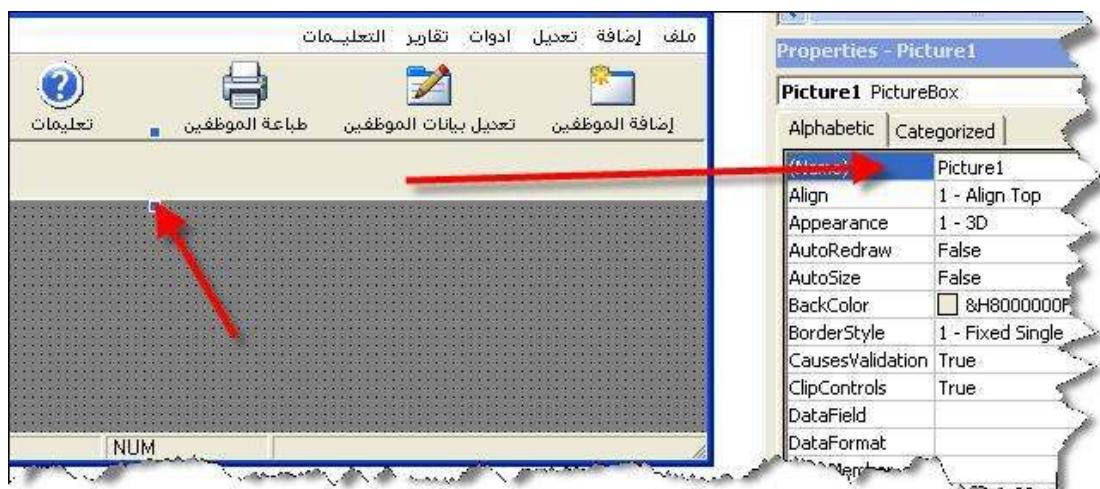 ملف إضافة تعديل ادوات تقارير التعليـمات
إضافة الموظفين
تعديل بيانات الموظفين
طباعة الموظفين
تعليمات
NUM
Properties - Picture1
Picture1 PictureBox
Alphabetic Categorized
(Name) Picture1
Align 1 - Align Top
Appearance 1 - 3D
AutoRedraw False
AutoSize False
BackColor &H8000000F
BorderStyle 1 - Fixed Single
CausesValidation True
ClipControls True
DataField
DataFormat